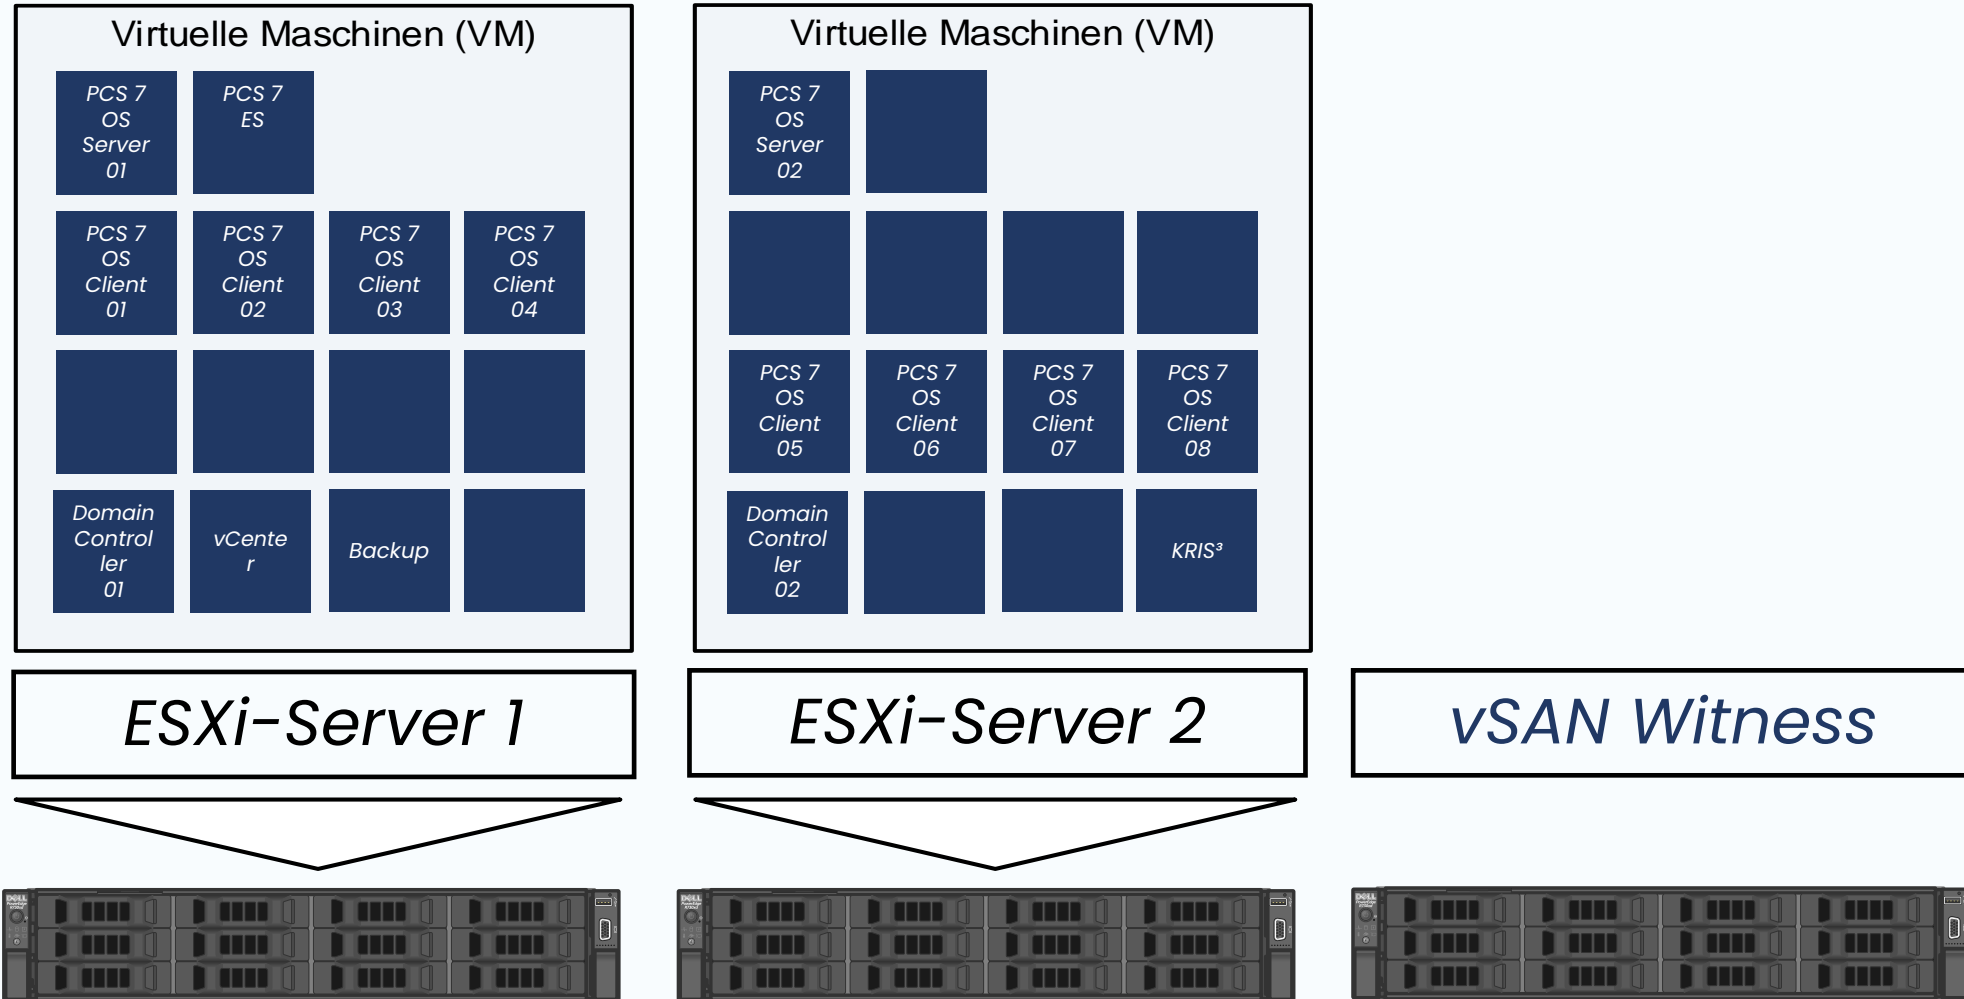 Virtuelle Maschinen (VM)
PCS 7
OS
Server
01
PCS 7
ES
PCS 7
OS
Client
01
PCS 7
OS
Client
02
PCS 7
OS
Client
03
PCS 7
OS
Client
04
Domain
Control
ler
01
vCente
r
Backup
Virtuelle Maschinen (VM)
PCS 7
OS
Server
02
PCS 7
OS
Client
05
PCS 7
OS
Client
06
PCS 7
OS
Client
07
PCS 7
OS
Client
08
Domain
Control
ler
02
KRIS³
ESXi-Server 1
ESXi-Server 2
vSAN Witness
DELL
DELL
DELL